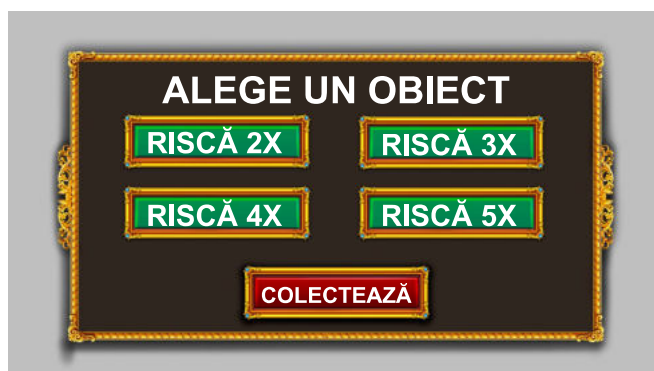 ALEGE UN OBIECT
RISCĂ 2X
RISCĂ 3X
RISCĂ 4X
RISCĂ 5X
COLECTEAZĂ